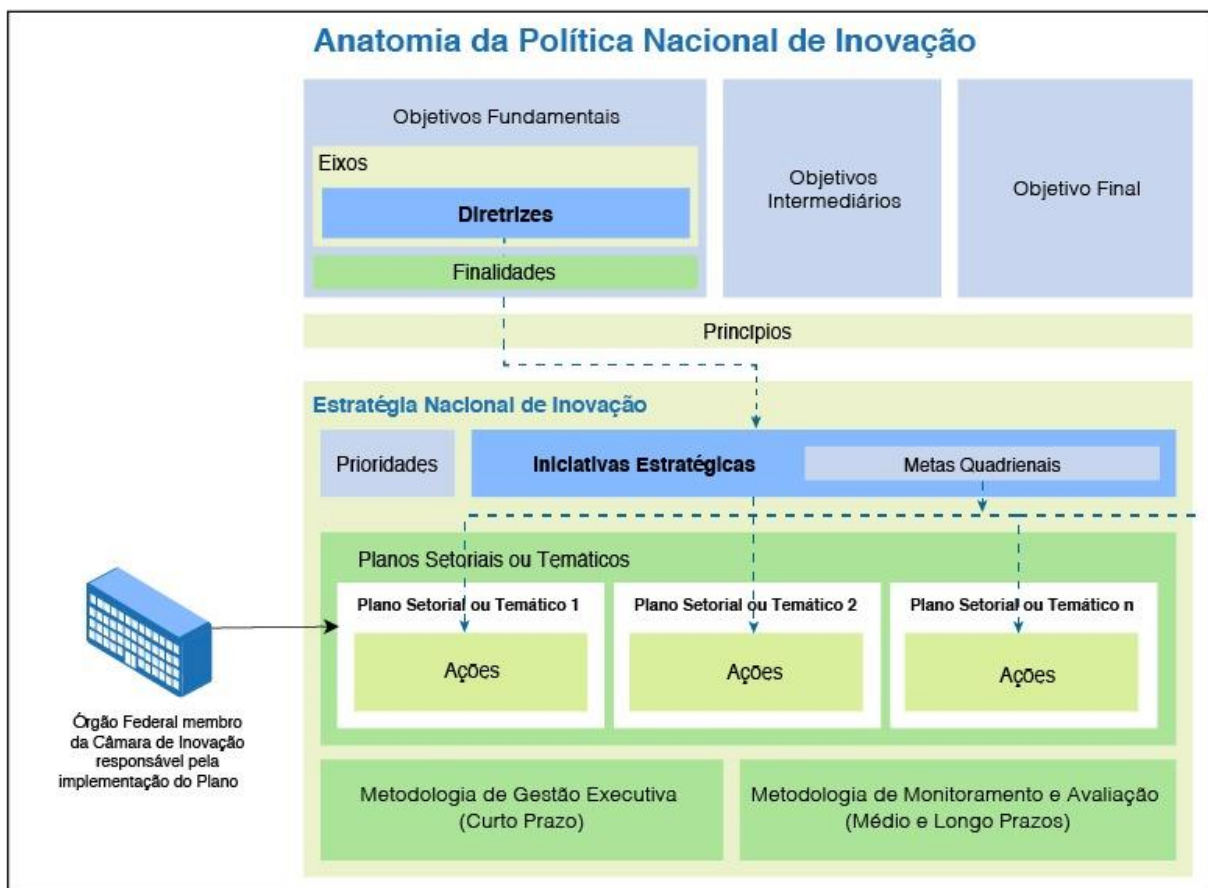 Anatomia da Política Nacional de Inovação
Objetivos Fundamentais
Eixos
Diretrizes
Finalidades
Objetivos
Intermediários
Objetivo Final
Princípios
Estratégia Nacional de Inovação
Prioridades
Iniciativas Estratégicas
Metas Quadrienais
Planos Setoriais ou Temáticos
Plano Setorial ou Temático 1
Ações
Plano Setorial ou Temático 2
Ações
Plano Setorial ou Temático n
Ações
Órgão Federal membro
da Câmara de Inovação
responsável pela
implementação do Plano
Metodologia de Gestão Executiva
(Curto Prazo)
Metodologia de Monitoramento e Avaliação
(Médio e Longo Prazos)